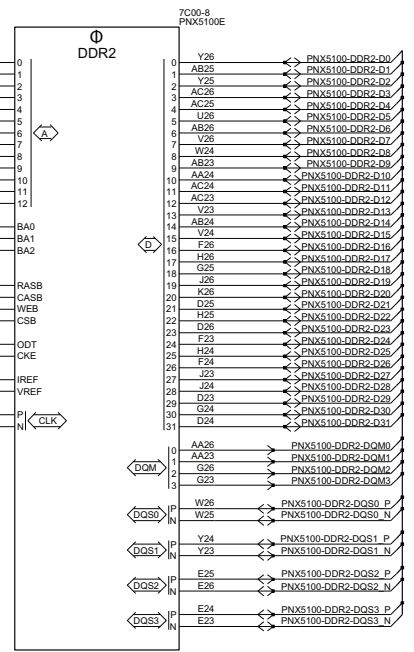 7C00-8
PNX5100E
Φ
DDR2
0 0 Y26 PNX5100-DDR2-D0
1 1 AB25 PNX5100-DDR2-D1
2 2 Y25 PNX5100-DDR2-D2
3 3 AC26 PNX5100-DDR2-D3
4 4 AC25 PNX5100-DDR2-D4
5 5 U26 PNX5100-DDR2-D5
6 A 6 AB26 PNX5100-DDR2-D6
7 7 V26 PNX5100-DDR2-D7
8 8 W24 PNX5100-DDR2-D8
9 9 AB23 PNX5100-DDR2-D9
10 10 AA24 PNX5100-DDR2-D10
11 11 AC24 PNX5100-DDR2-D11
12 12 AC23 PNX5100-DDR2-D12
13 V23 PNX5100-DDR2-D13
BA0 14 AB24 PNX5100-DDR2-D14
BA1 D 15 V24 PNX5100-DDR2-D15
BA2 16 F26 PNX5100-DDR2-D16
17 H26 PNX5100-DDR2-D17
18 G25 PNX5100-DDR2-D18
RASB 19 J26 PNX5100-DDR2-D19
CASB 20 K26 PNX5100-DDR2-D20
WEB 21 D25 PNX5100-DDR2-D21
CSB 22 H25 PNX5100-DDR2-D22
23 D26 PNX5100-DDR2-D23
ODT 24 F23 PNX5100-DDR2-D24
CKE 25 H24 PNX5100-DDR2-D25
26 F24 PNX5100-DDR2-D26
IREF 27 J23 PNX5100-DDR2-D27
VREF 28 J24 PNX5100-DDR2-D28
29 D23 PNX5100-DDR2-D29
P 30 G24 PNX5100-DDR2-D30
N CLK 31 D24 PNX5100-DDR2-D31
0 AA26 PNX5100-DDR2-DQM0
DQM 1 AA23 PNX5100-DDR2-DQM1
2 G26 PNX5100-DDR2-DQM2
3 G23 PNX5100-DDR2-DQM3
DQS0 P W26 PNX5100-DDR2-DQS0_P
N W25 PNX5100-DDR2-DQS0_N
DQS1 P Y24 PNX5100-DDR2-DQS1_P
N Y23 PNX5100-DDR2-DQS1_N
DQS2 P E25 PNX5100-DDR2-DQS2_P
N E26 PNX5100-DDR2-DQS2_N
DQS3 P E24 PNX5100-DDR2-DQS3_P
N E23 PNX5100-DDR2-DQS3_N